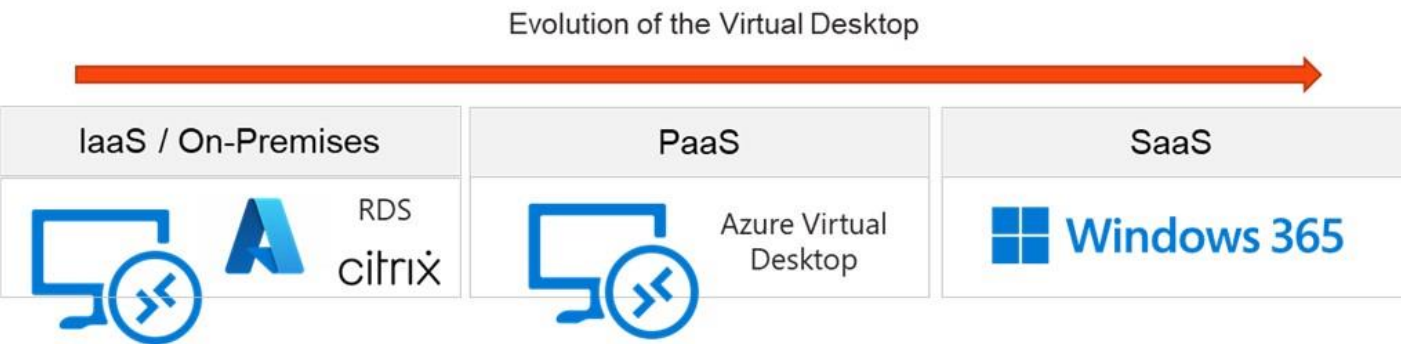 Evolution of the Virtual Desktop
IaaS / On-Premises
PaaS
SaaS
RDS
citrix
Azure Virtual
Desktop
Windows 365